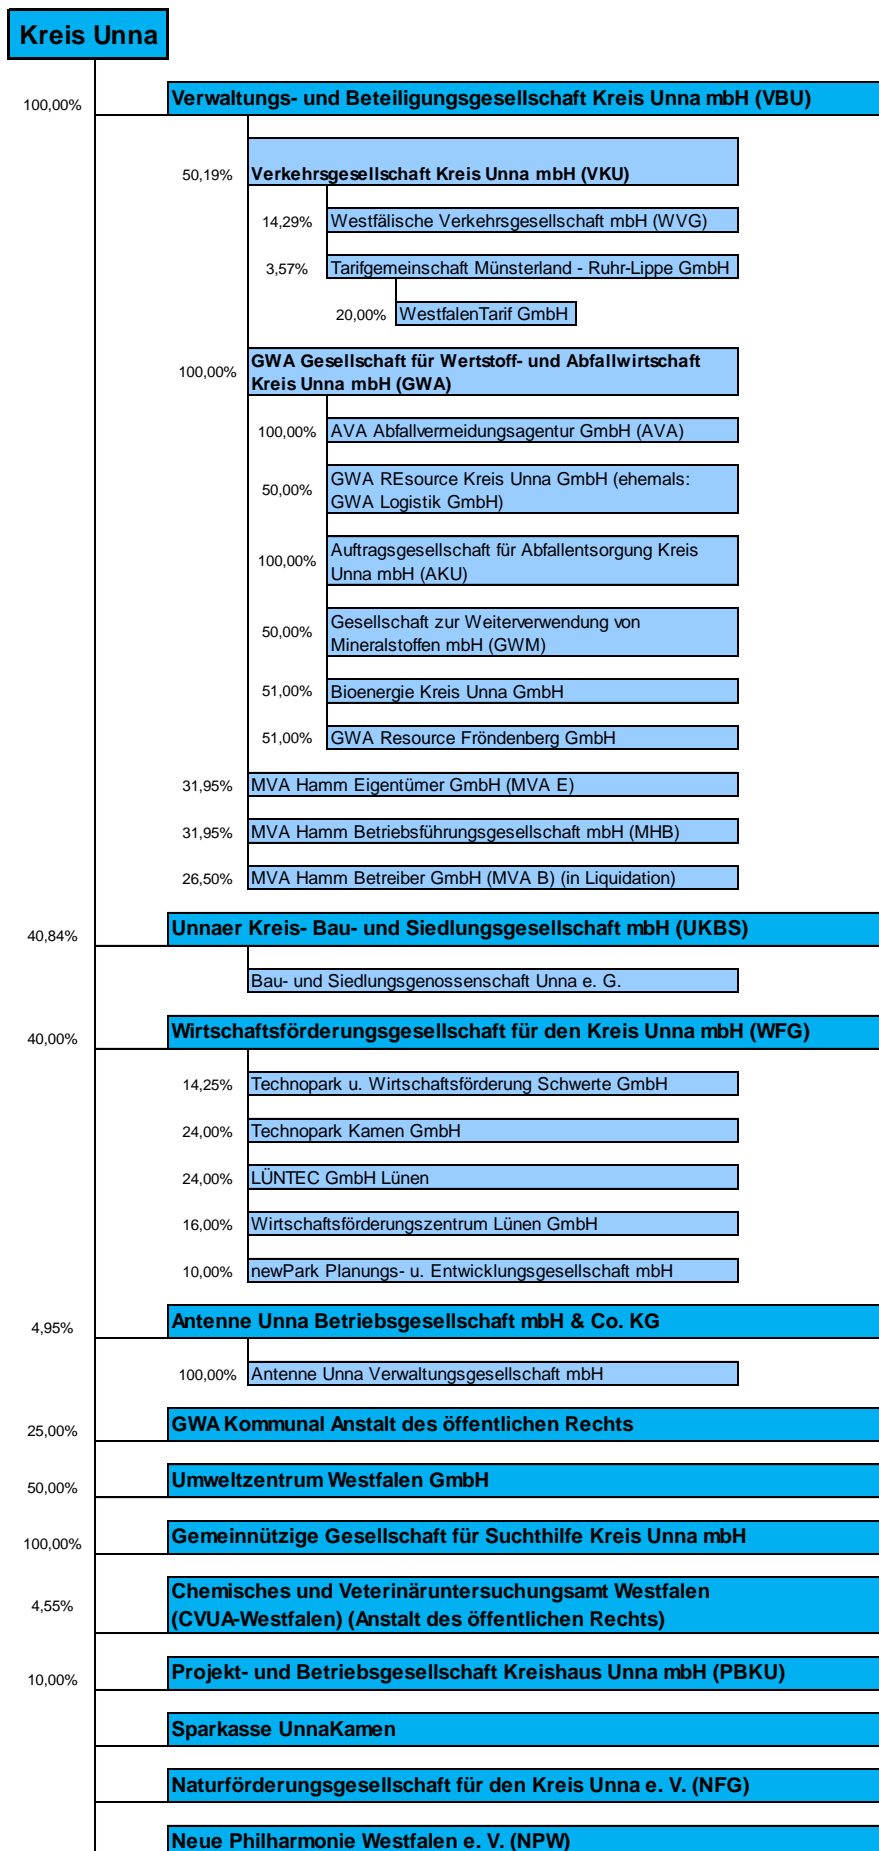 Kreis Unna
100,00% Verwaltungs- und Beteiligungsgesellschaft Kreis Unna mbH (VBU)
50,19% Verkehrsgesellschaft Kreis Unna mbH (VKU)
14,29% Westfälische Verkehrsgesellschaft mbH (WVG)
3,57% Tarifgemeinschaft Münsterland - Ruhr-Lippe GmbH
20,00% WestfalenTarif GmbH
100,00% GWA Gesellschaft für Wertstoff- und Abfallwirtschaft
Kreis Unna mbH (GWA)
100,00% AVA Abfallvermeidungsagentur GmbH (AVA)
50,00% GWA REsource Kreis Unna GmbH (ehemals:
GWA Logistik GmbH)
100,00% Auftragsgesellschaft für Abfallentsorgung Kreis
Unna mbH (AKU)
50,00% Gesellschaft zur Weiterverwendung von
Mineralstoffen mbH (GWM)
51,00% Bioenergie Kreis Unna GmbH
51,00% GWA Resource Fröndenberg GmbH
31,95% MVA Hamm Eigentümer GmbH (MVA E)
31,95% MVA Hamm Betriebsführungsgesellschaft mbH (MHB)
26,50% MVA Hamm Betreiber GmbH (MVA B) (in Liquidation)
40,84% Unnaer Kreis- Bau- und Siedlungsgesellschaft mbH (UKBS)
Bau- und Siedlungsgenossenschaft Unna e. G.
40,00% Wirtschaftsförderungsgesellschaft für den Kreis Unna mbH (WFG)
14,25% Technopark u. Wirtschaftsförderung Schwerte GmbH
24,00% Technopark Kamen GmbH
24,00% LÜNTEC GmbH Lünen
16,00% Wirtschaftsförderungszentrum Lünen GmbH
10,00% newPark Planungs- u. Entwicklungsgesellschaft mbH
4,95% Antenne Unna Betriebsgesellschaft mbH & Co. KG
100,00% Antenne Unna Verwaltungsgesellschaft mbH
25,00% GWA Kommunal Anstalt des öffentlichen Rechts
50,00% Umweltzentrum Westfalen GmbH
100,00% Gemeinnützige Gesellschaft für Suchthilfe Kreis Unna mbH
4,55% Chemisches und Veterinäruntersuchungsamt Westfalen
(CVUA-Westfalen) (Anstalt des öffentlichen Rechts)
10,00% Projekt- und Betriebsgesellschaft Kreishaus Unna mbH (PBKU)
Sparkasse UnnaKamen
Naturförderungsgesellschaft für den Kreis Unna e. V. (NFG)
Neue Philharmonie Westfalen e. V. (NPW)